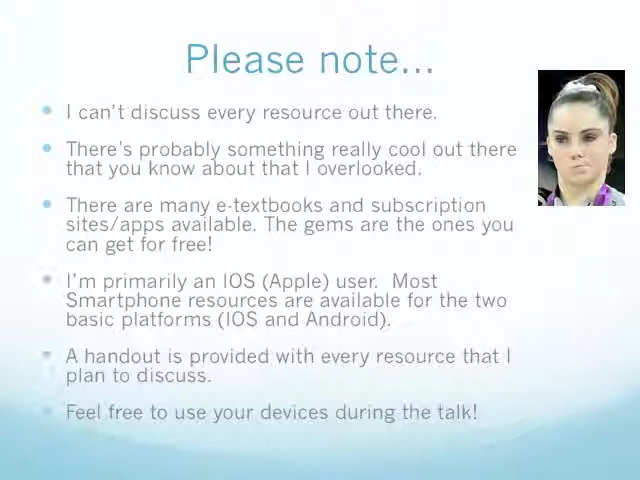 Please note...
I can't discuss every resource out there.
There's probably something really cool out there
that you know about that I overlooked.
There are many e-textbooks and subscription
sites/apps available. The gems are the ones you
can get for free!
I'm primarily an IOS (Apple) user.  Most
Smartphone resources are available for the two
basic platforms (IOS and Android).
A handout is provided with every resource that I
plan to discuss.
Feel free to use your devices during the talk!